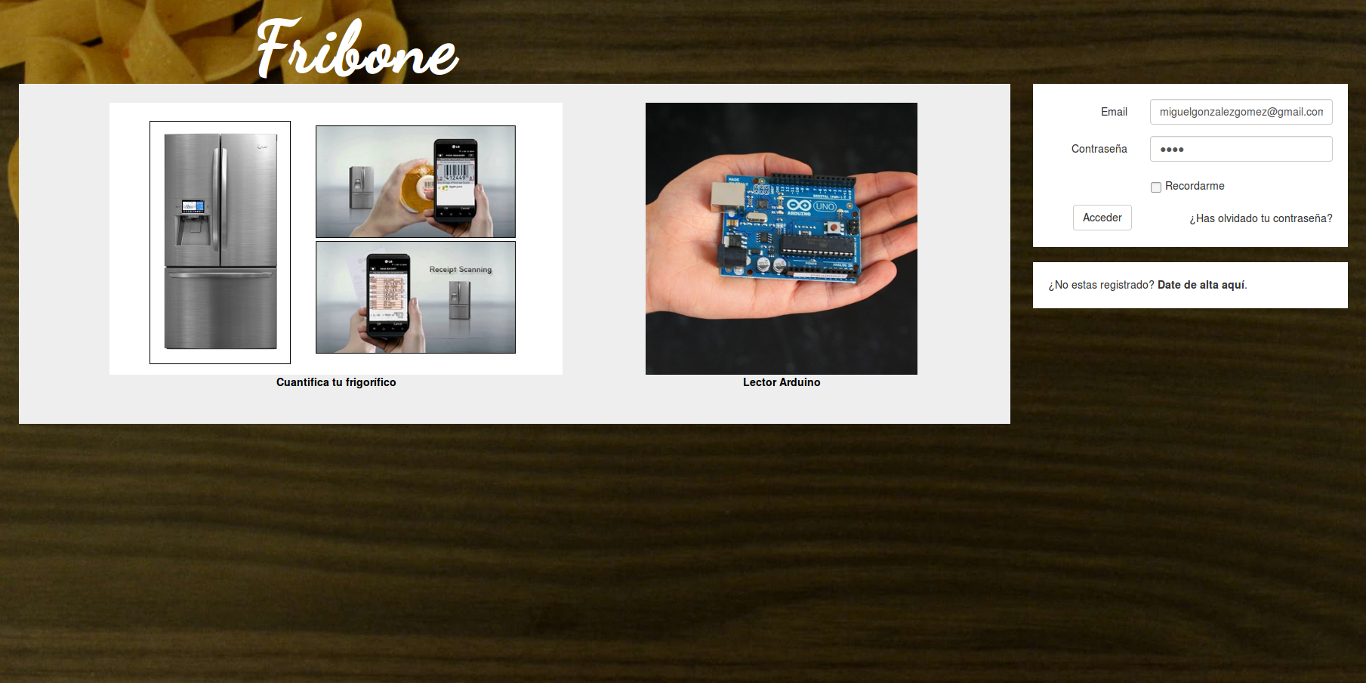 Fribone
Receipt Scanning
Cuantifica tu frigorífico
ARDUINO
UNO
Lector Arduino
Email miguelgonzalezgomez@gmail.com
Contraseña ●●●●
Recordarme
Acceder ¿Has olvidado tu contraseña?
¿No estas registrado? Date de alta aquí.